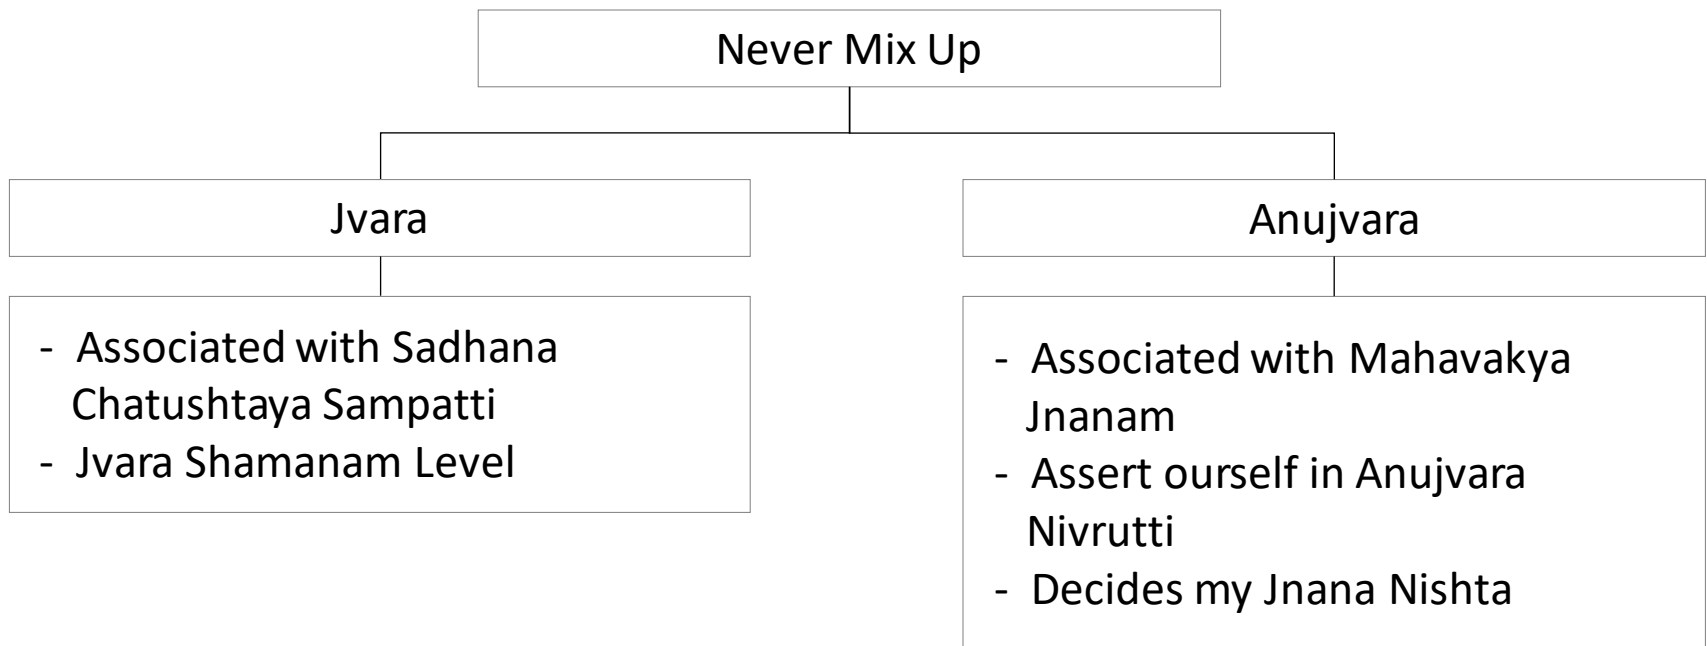 Never Mix Up
Jvara
- Associated with Sadhana
Chatushtaya Sampatti
- Jvara Shamanam Level
Anujvara
- Associated with Mahavakya
Jnanam
- Assert ourself in Anujvara
Nivrutti
- Decides my Jnana Nishta